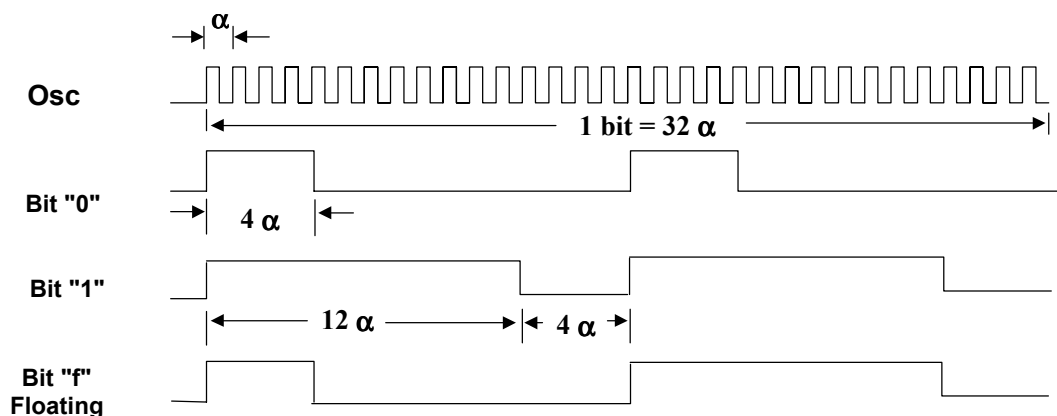 α
Osc
1 bit = 32 α
Bit "0"
4 α
Bit "1"
12 α
4 α
Bit "f"
Floating